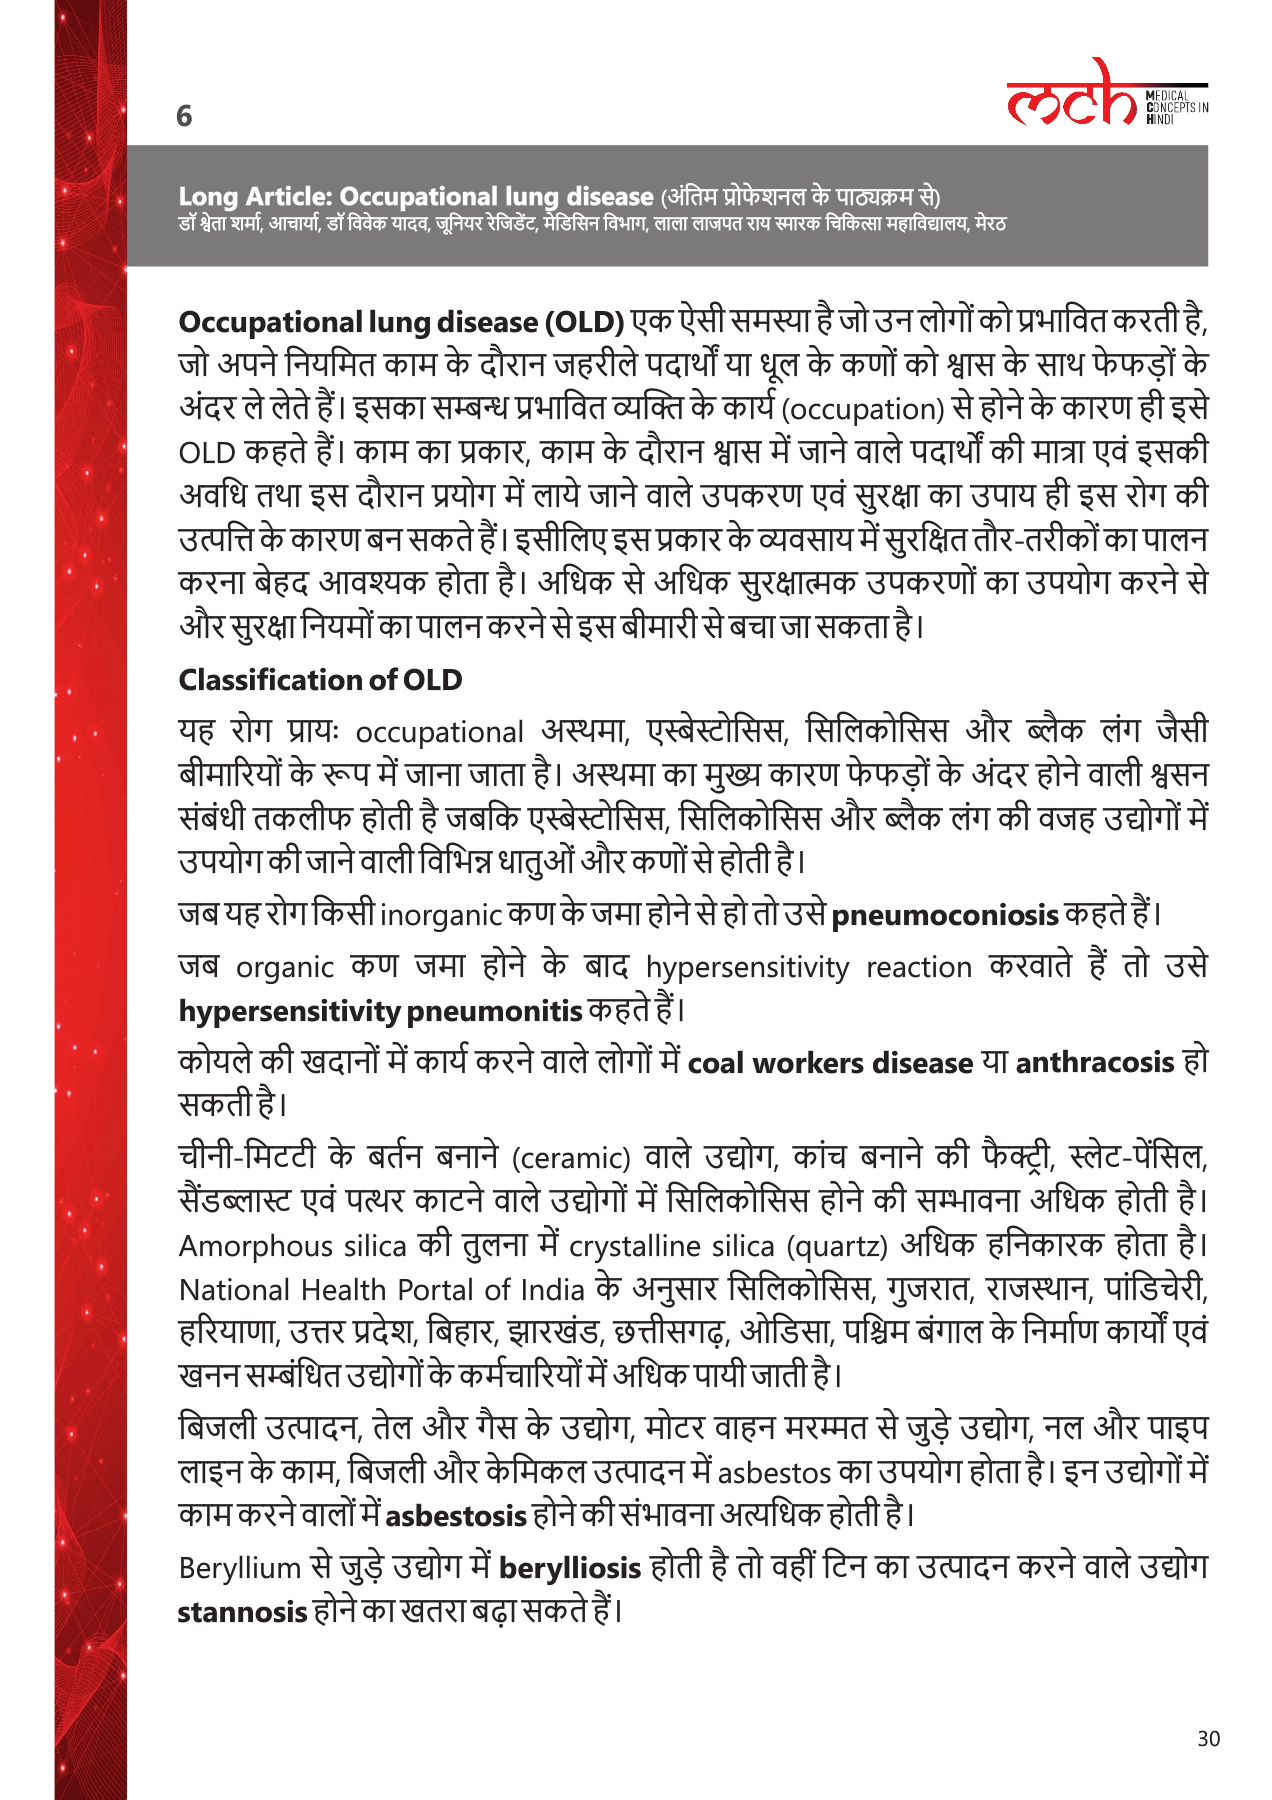 6
mch
MEDICAL
CONCEPTS IN
HINDI
Long Article: Occupational lung disease (अंतिम प्रोफेशनल के पाठ्यक्रम से)
डॉ श्वेता शर्मा, आचार्या, डॉ विवेक यादव, जूनियर रेजिडेंट, मेडिसिन विभाग, लाला लाजपत राय स्मारक चिकित्सा महाविद्यालय, मेरठ
Occupational lung disease (OLD) एक ऐसी समस्या है जो उन लोगों को प्रभावित करती है,
जो अपने नियमित काम के दौरान जहरीले पदार्थों या धूल के कणों को श्वास के साथ फेफड़ों के
अंदर ले लेते हैं। इसका सम्बन्ध प्रभावित व्यक्ति के कार्य (occupation) से होने के कारण ही इसे
OLD कहते हैं। काम का प्रकार, काम के दौरान श्वास में जाने वाले पदार्थों की मात्रा एवं इसकी
अवधि तथा इस दौरान प्रयोग में लाये जाने वाले उपकरण एवं सुरक्षा का उपाय ही इस रोग की
उत्पत्ति के कारण बन सकते हैं। इसीलिए इस प्रकार के व्यवसाय में सुरक्षित तौर-तरीकों का पालन
करना बेहद आवश्यक होता है। अधिक से अधिक सुरक्षात्मक उपकरणों का उपयोग करने से
और सुरक्षा नियमों का पालन करने से इस बीमारी से बचा जा सकता है।
Classification of OLD
यह रोग प्रायः occupational अस्थमा, एस्बेस्टोसिस, सिलिकोसिस और ब्लैक लंग जैसी
बीमारियों के रूप में जाना जाता है। अस्थमा का मुख्य कारण फेफड़ों के अंदर होने वाली श्वसन
संबंधी तकलीफ होती है जबकि एस्बेस्टोसिस, सिलिकोसिस और ब्लैक लंग की वजह उद्योगों में
उपयोग की जाने वाली विभिन्न धातुओं और कणों से होती है।
जब यह रोग किसी inorganic कण के जमा होने से हो तो उसे pneumoconiosis कहते हैं।
जब organic कण जमा होने के बाद hypersensitivity reaction करवाते हैं तो उसे
hypersensitivity pneumonitis कहते हैं।
कोयले की खदानों में कार्य करने वाले लोगों में coal workers disease या anthracosis हो
सकती है।
चीनी-मिटटी के बर्तन बनाने (ceramic) वाले उद्योग, कांच बनाने की फैक्ट्री, स्लेट-पेंसिल,
सैंडब्लास्ट एवं पत्थर काटने वाले उद्योगों में सिलिकोसिस होने की सम्भावना अधिक होती है।
Amorphous silica की तुलना में crystalline silica (quartz) अधिक हनिकारक होता है।
National Health Portal of India के अनुसार सिलिकोसिस, गुजरात, राजस्थान, पांडिचेरी,
हरियाणा, उत्तर प्रदेश, बिहार, झारखंड, छत्तीसगढ़, ओडिसा, पश्चिम बंगाल के निर्माण कार्यों एवं
खनन सम्बंधित उद्योगों के कर्मचारियों में अधिक पायी जाती है।
बिजली उत्पादन, तेल और गैस के उद्योग, मोटर वाहन मरम्मत से जुड़े उद्योग, नल और पाइप
लाइन के काम, बिजली और केमिकल उत्पादन में asbestos का उपयोग होता है। इन उद्योगों में
काम करने वालों में asbestosis होने की संभावना अत्यधिक होती है।
Beryllium से जुड़े उद्योग में berylliosis होती है तो वहीं टिन का उत्पादन करने वाले उद्योग
stannosis होने का खतरा बढ़ा सकते हैं।
30